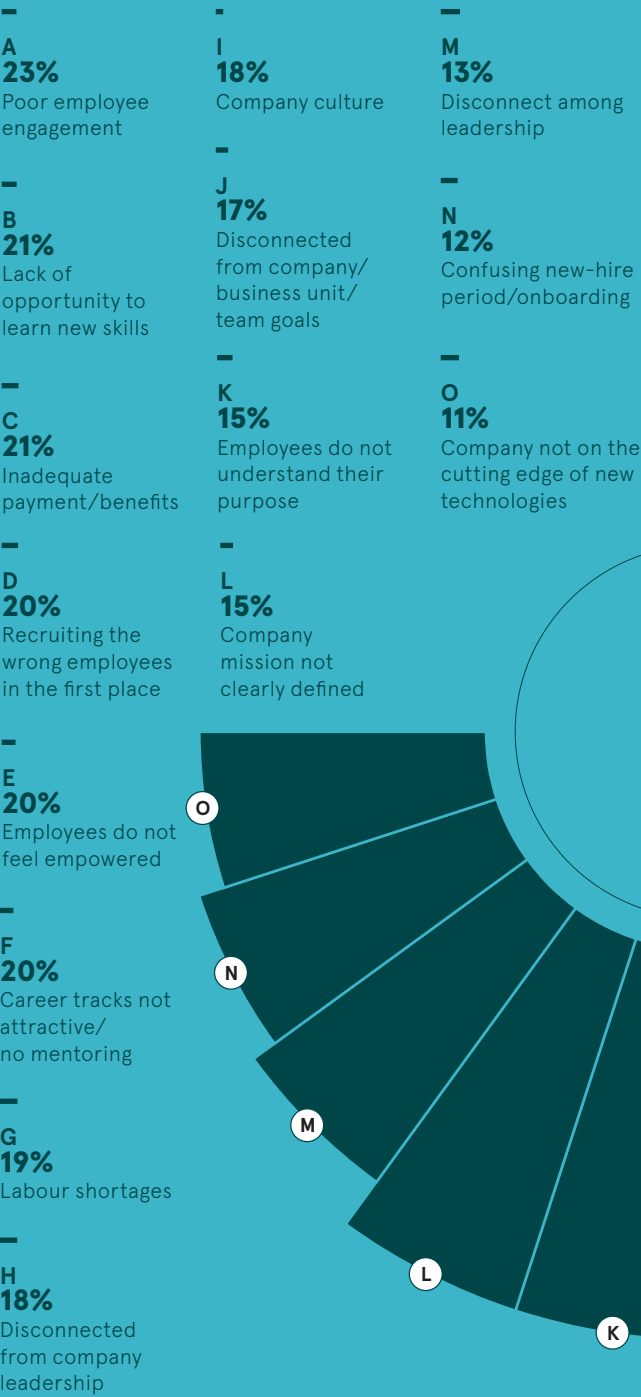 A
23%
Poor employee
engagement
B
21%
Lack of
opportunity to
learn new skills
C
21%
Inadequate
payment/benefits
D
20%
Recruiting the
wrong employees
in the first place
E
20%
Employees do not
feel empowered
F
20%
Career tracks not
attractive/
no mentoring
G
19%
Labour shortages
H
18%
Disconnected
from company
leadership
I
18%
Company culture
J
17%
Disconnected
from company/
business unit/
team goals
K
15%
Employees do not
understand their
purpose
L
15%
Company
mission not
clearly defined
M
13%
Disconnect among
leadership
N
12%
Confusing new-hire
period/onboarding
O
11%
Company not on the
cutting edge of new
technologies
O
N
M
L
K